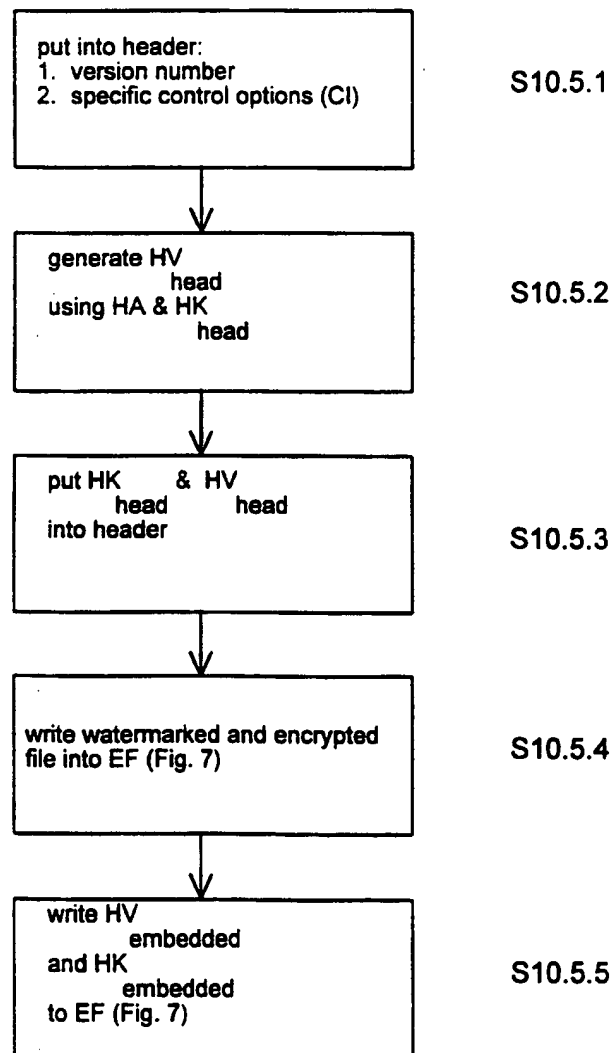 put into header:
1. version number
2. specific control options (CI)
S10.5.1
generate HV
head
using HA & HK
head
S10.5.2
put HK & HV
head head
into header
S10.5.3
write watermarked and encrypted
file into EF (Fig. 7)
S10.5.4
write HV
embedded
and HK
embedded
to EF (Fig. 7)
S10.5.5